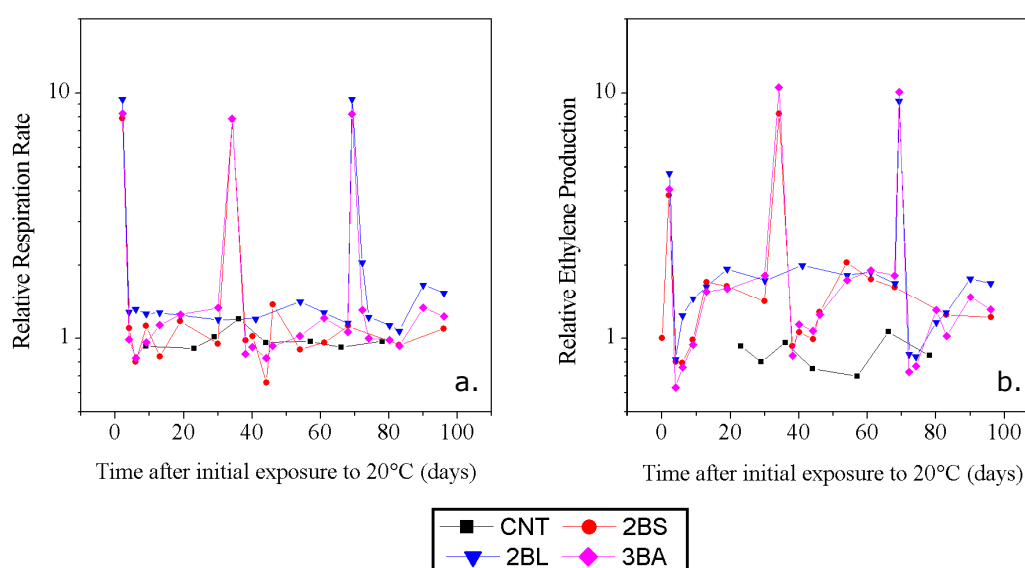 Relative Respiration Rate
10
1
a.
0 20 40 60 80 100
Time after initial exposure to 20°C (days)
Relative Ethylene Production
10
1
b.
0 20 40 60 80 100
Time after initial exposure to 20°C (days)
CNT 2BS
2BL 3BA